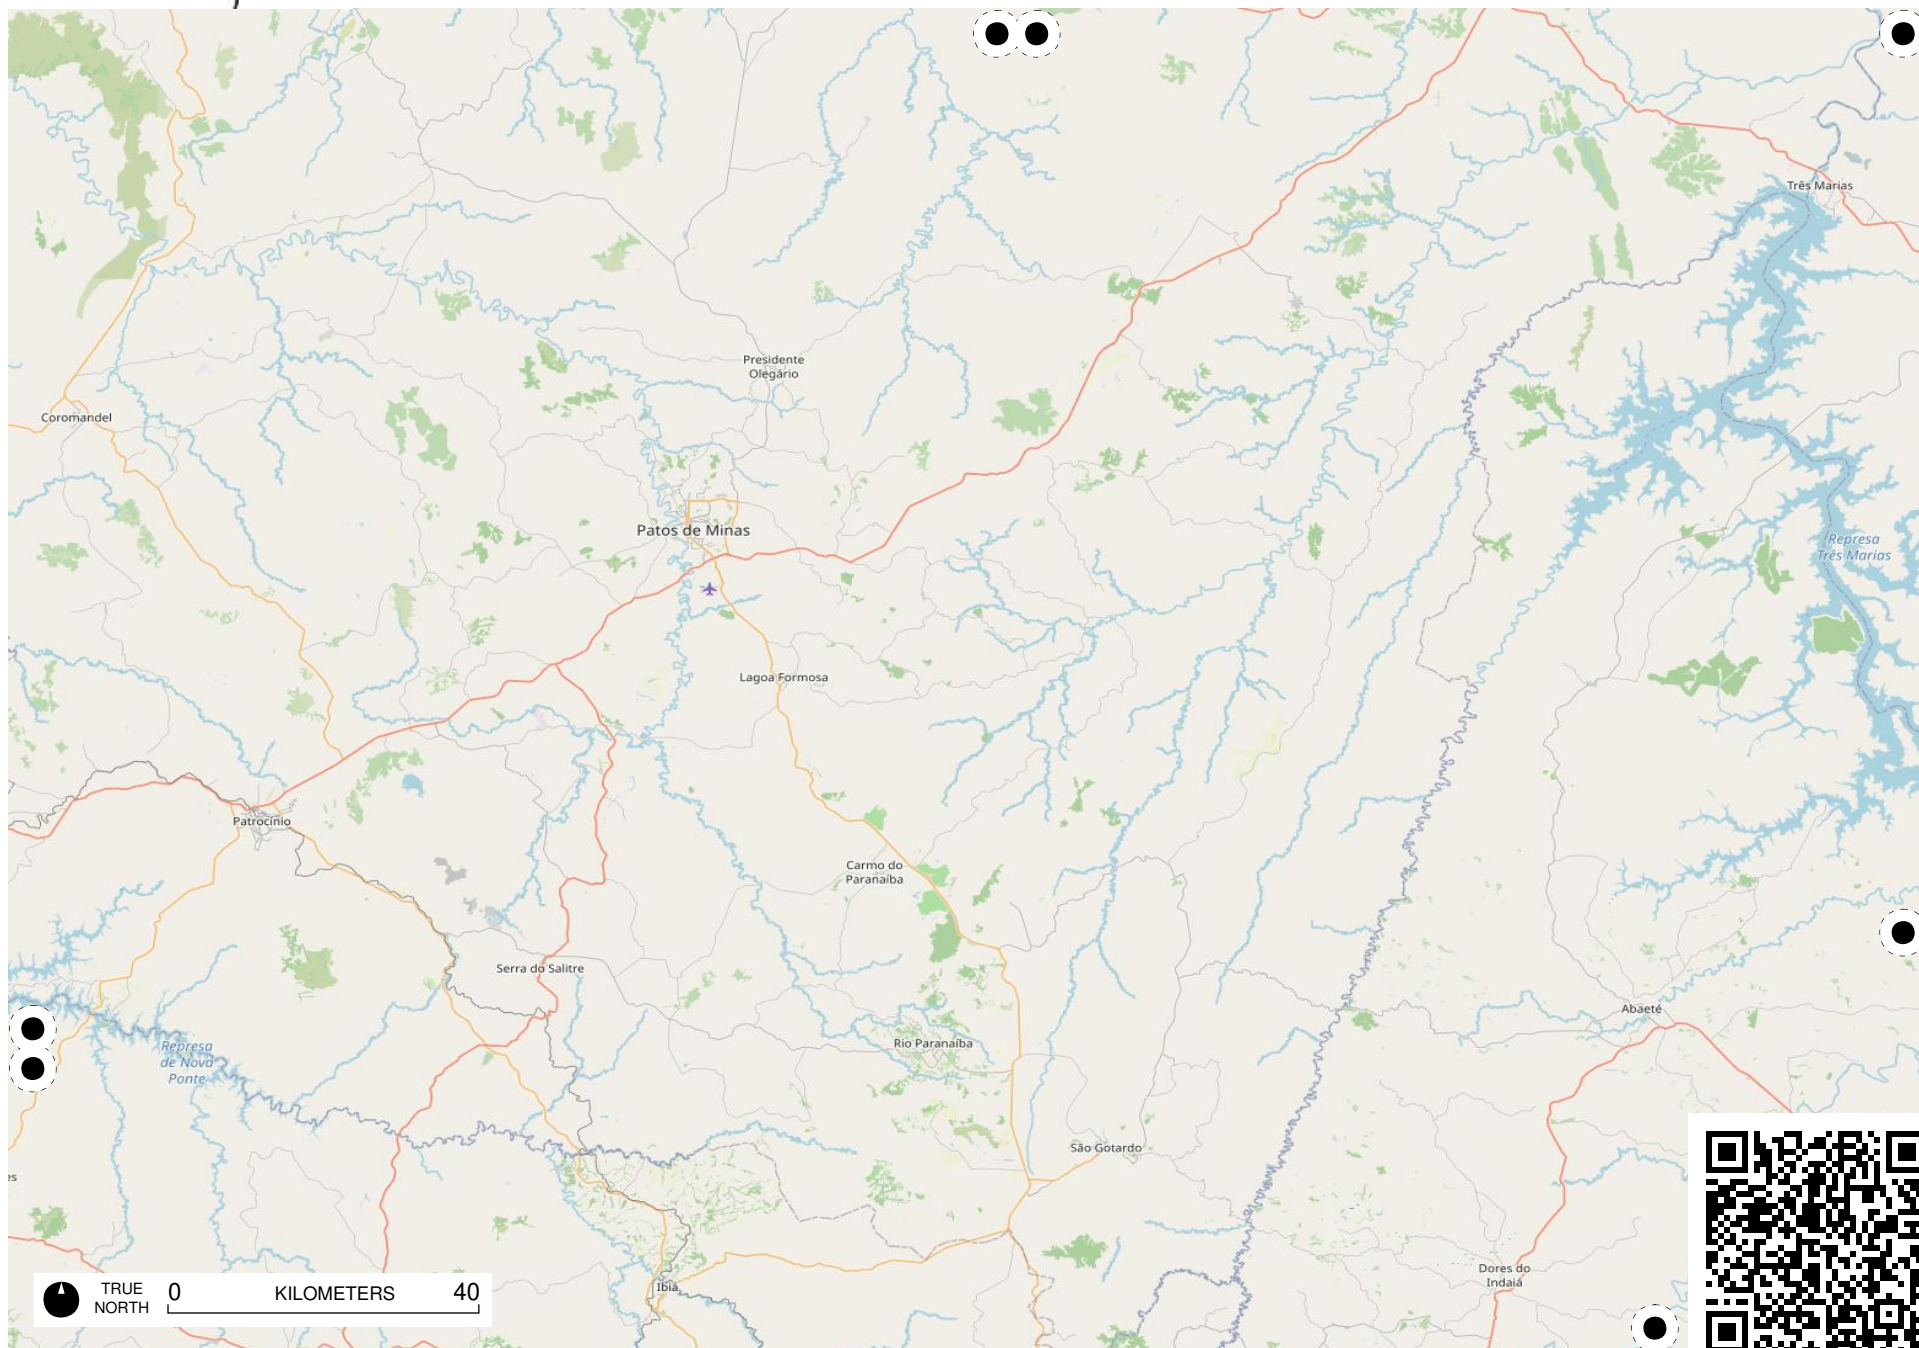 Três Marias
Presidente
Olegário
Coromandel
Patos de Minas
Represa
Três Marias
Lagoa Formosa
Patrocínio
Carmo do
Paranaíba
Serra do Salitre
Abaeté
Rio Paranaíba
Represa
de Nova
Ponte
São Gotardo
es
Dores do
Indaiá
Ibiá
TRUE
NORTH
0 KILOMETERS 40